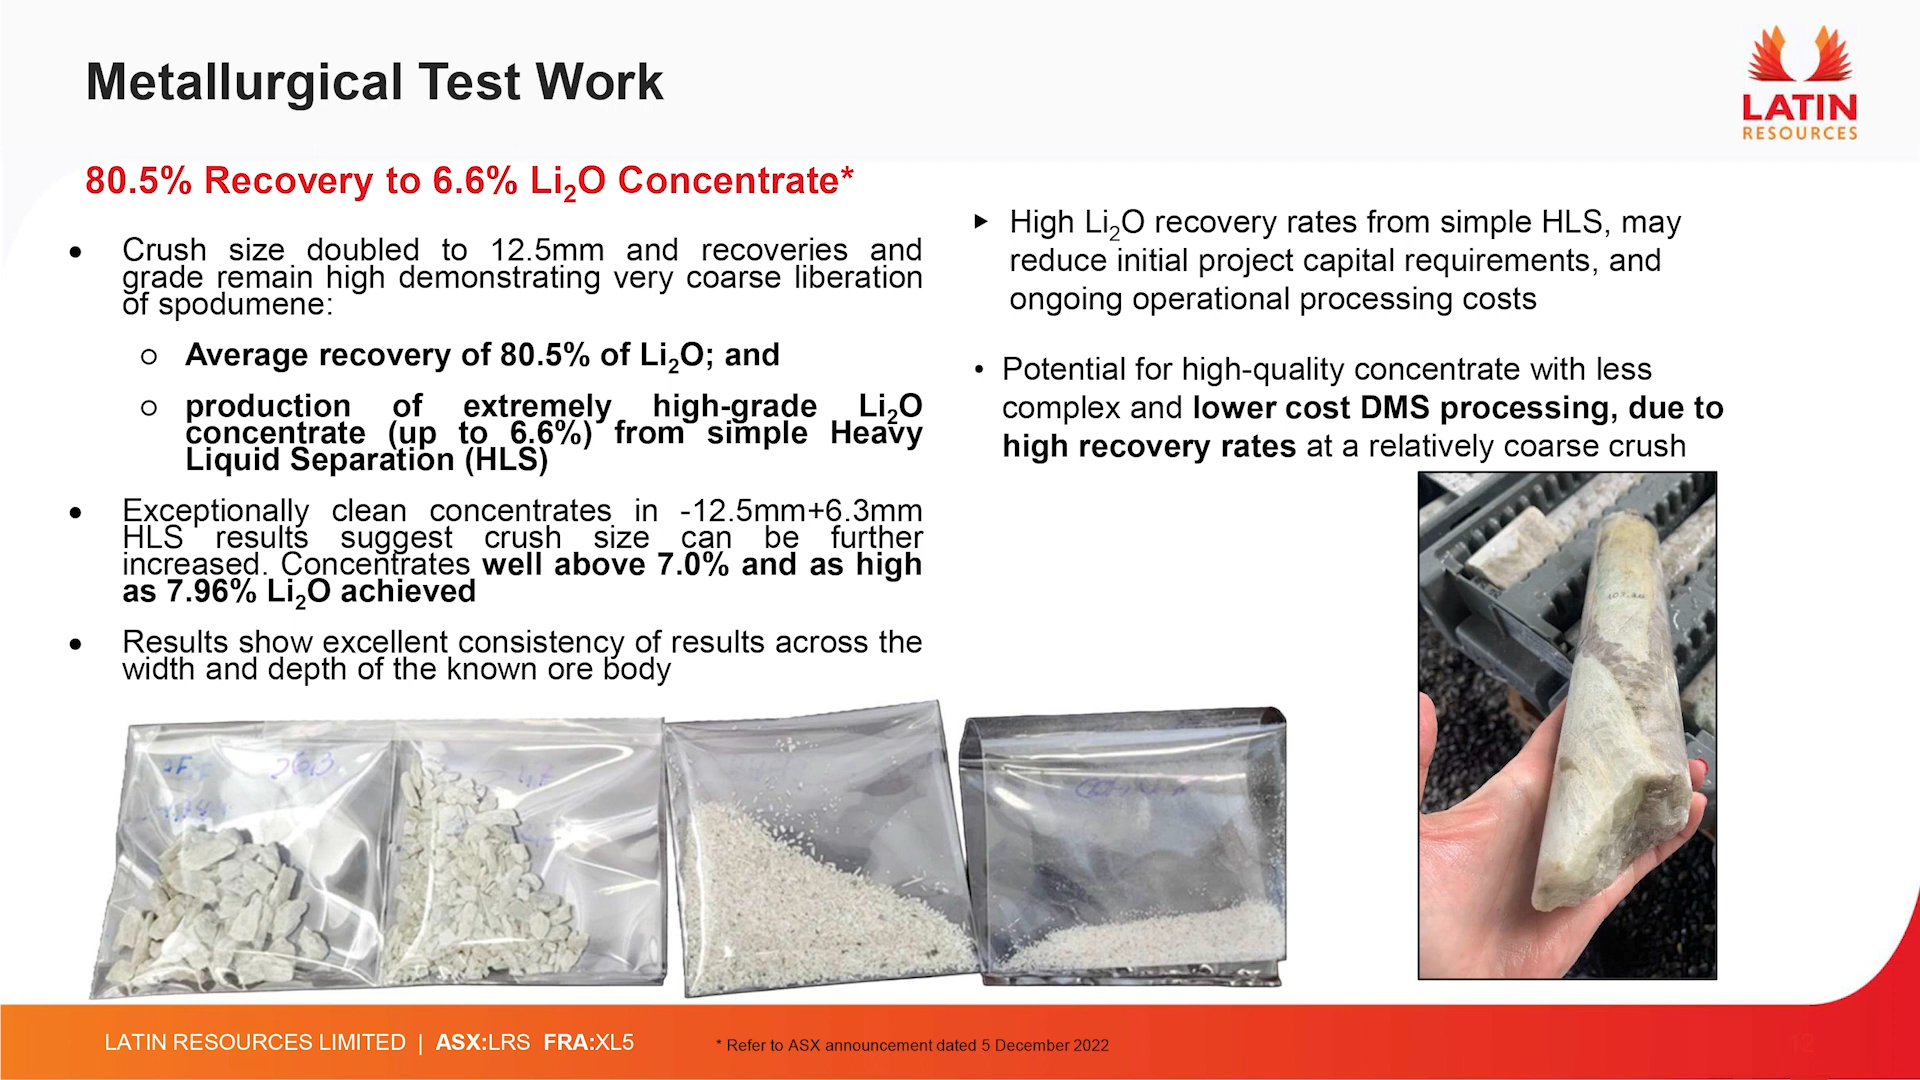 Metallurgical Test Work
LATIN
RESOURCES
80.5% Recovery to 6.6% Li₂O Concentrate*
• Crush size doubled to 12.5mm and recoveries and
grade remain high demonstrating very coarse liberation
of spodumene:
○ Average recovery of 80.5% of Li₂O; and
○ production of extremely high-grade Li₂O
concentrate (up to 6.6%) from simple Heavy
Liquid Separation (HLS)
• Exceptionally clean concentrates in -12.5mm+6.3mm
HLS results suggest crush size can be further
increased. Concentrates well above 7.0% and as high
as 7.96% Li₂O achieved
• Results show excellent consistency of results across the
width and depth of the known ore body
▶ High Li₂O recovery rates from simple HLS, may
reduce initial project capital requirements, and
ongoing operational processing costs
• Potential for high-quality concentrate with less
complex and lower cost DMS processing, due to
high recovery rates at a relatively coarse crush
LATIN RESOURCES LIMITED | ASX:LRS FRA:XL5
* Refer to ASX announcement dated 5 December 2022
12